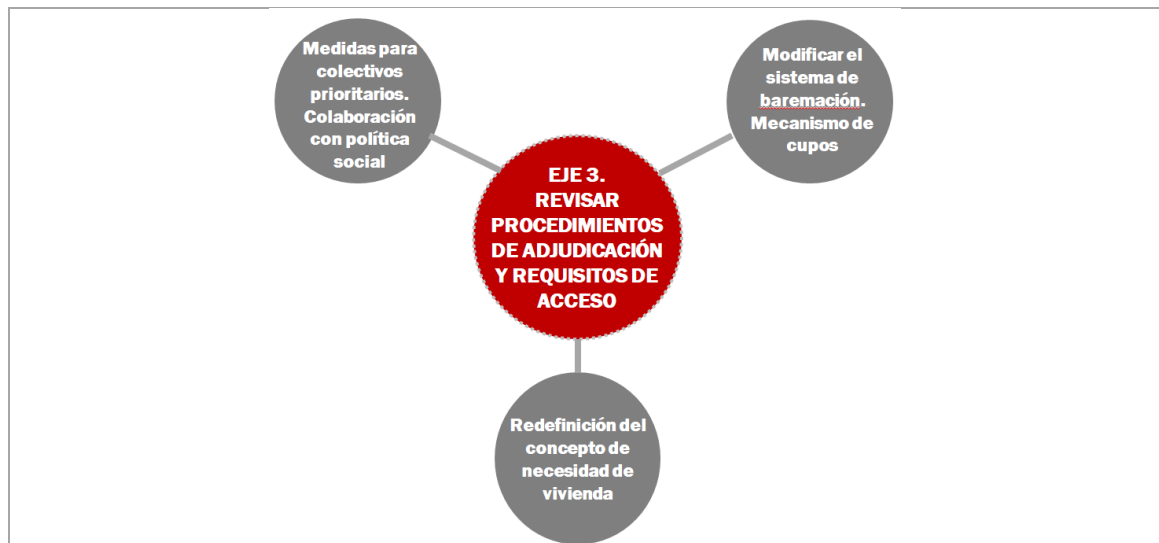 Medidas para
colectivos
prioritarios.
Colaboración
con política
social
Modificar el
sistema de
baremación.
Mecanismo de
cupos
EJE 3.
REVISAR
PROCEDIMIENTOS
DE ADJUDICACIÓN
Y REQUISITOS DE
ACCESO
Redefinición del
concepto de
necesidad de
vivienda